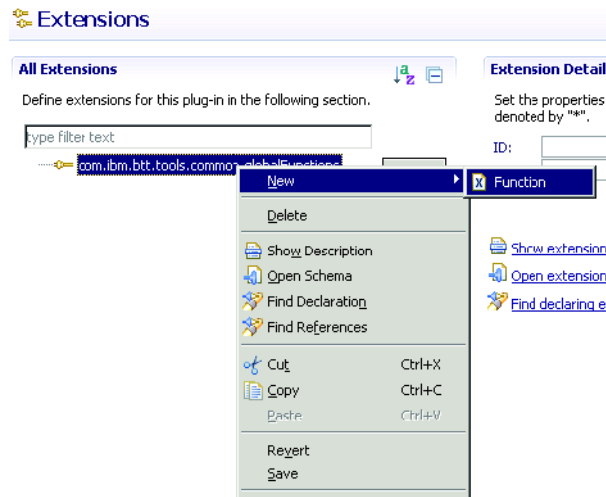 Extensions
All Extensions
Define extensions for this plug-in in the following section.
type filter text
com.ibm.btt.tools.common.globalFunctions
New
Function
Delete
Show Description
Open Schema
Find Declaration
Find References
Cut Ctrl+X
Copy Ctrl+C
Paste Ctrl+V
Revert
Save
Extension Detail
Set the properties
denoted by "*".
ID:
Show extension
Open extension
Find declaring e